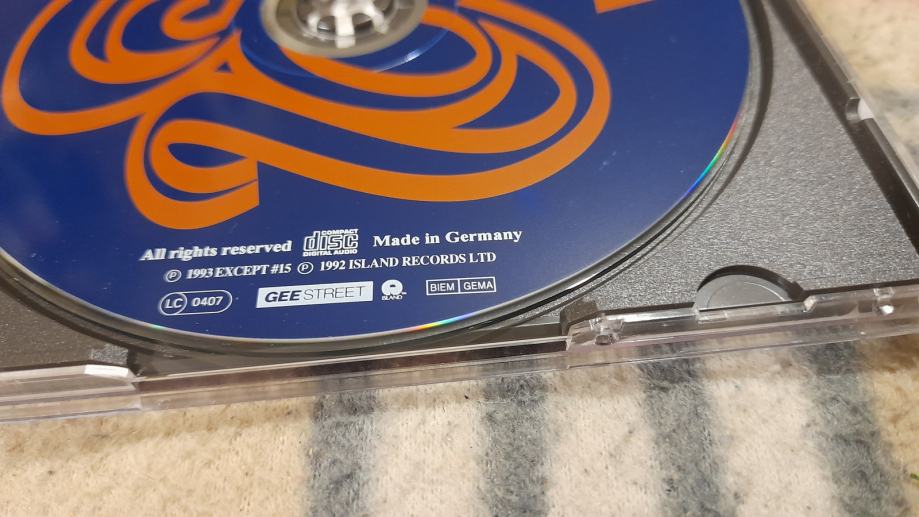 All rights reserved COMPACT disc DIGITAL AUDIO Made in Germany
℗ 1993 EXCEPT #15 ℗ 1992 ISLAND RECORDS LTD
LC 0407 GEE STREET ISLAND BIEM GEMA